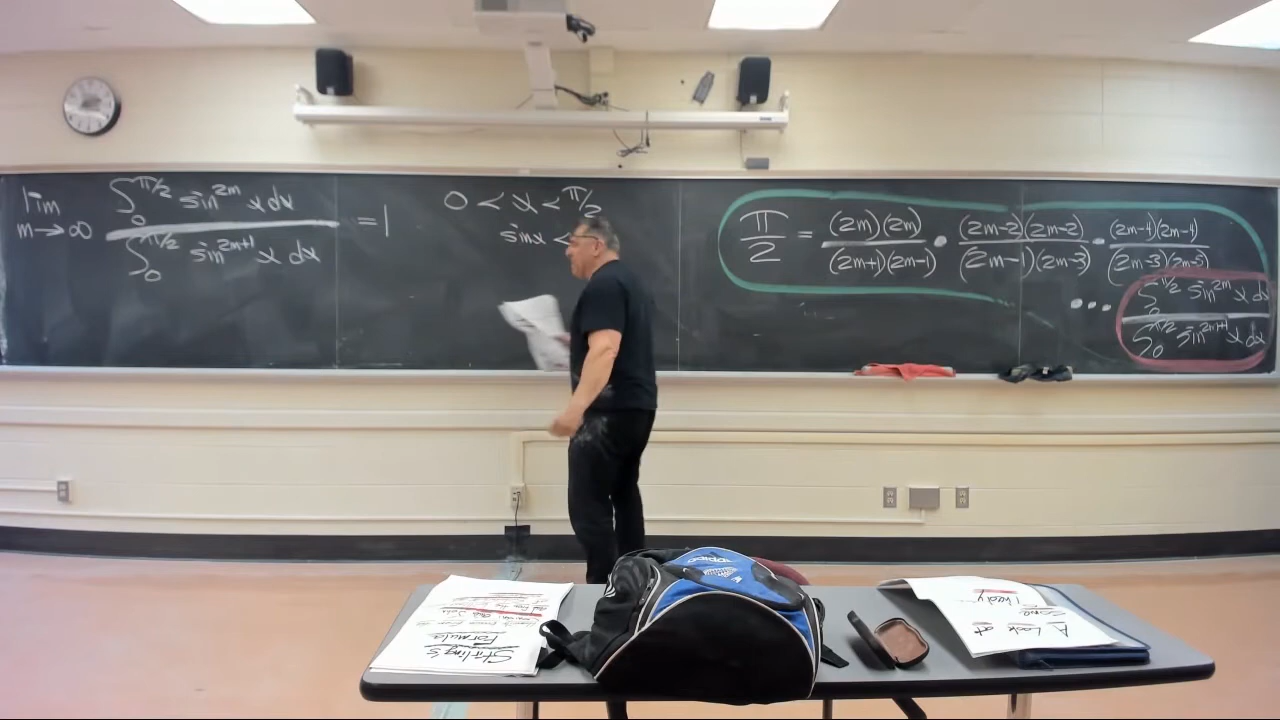 lim m→∞ ∫₀^{π/2} sin^{2m} x dx / ∫₀^{π/2} sin^{2m+1} x dx = 1
0 < x < π/2
sin x <
π/2 = (2m)(2m)/(2m+1)(2m-1) • (2m-2)(2m-2)/(2m-1)(2m-3) • (2m-4)(2m-4)/(2m-3)(2m-5)
••• ∫₀^{π/2} sin^{2m} x dx / ∫₀^{π/2} sin^{2m+1} x dx
Stirling's
Formula
A Look at
Some